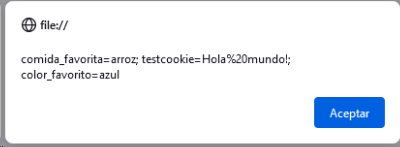 file://
comida_favorita=arroz; testcookie=Hola%20mundo!;
color_favorito=azul
Aceptar